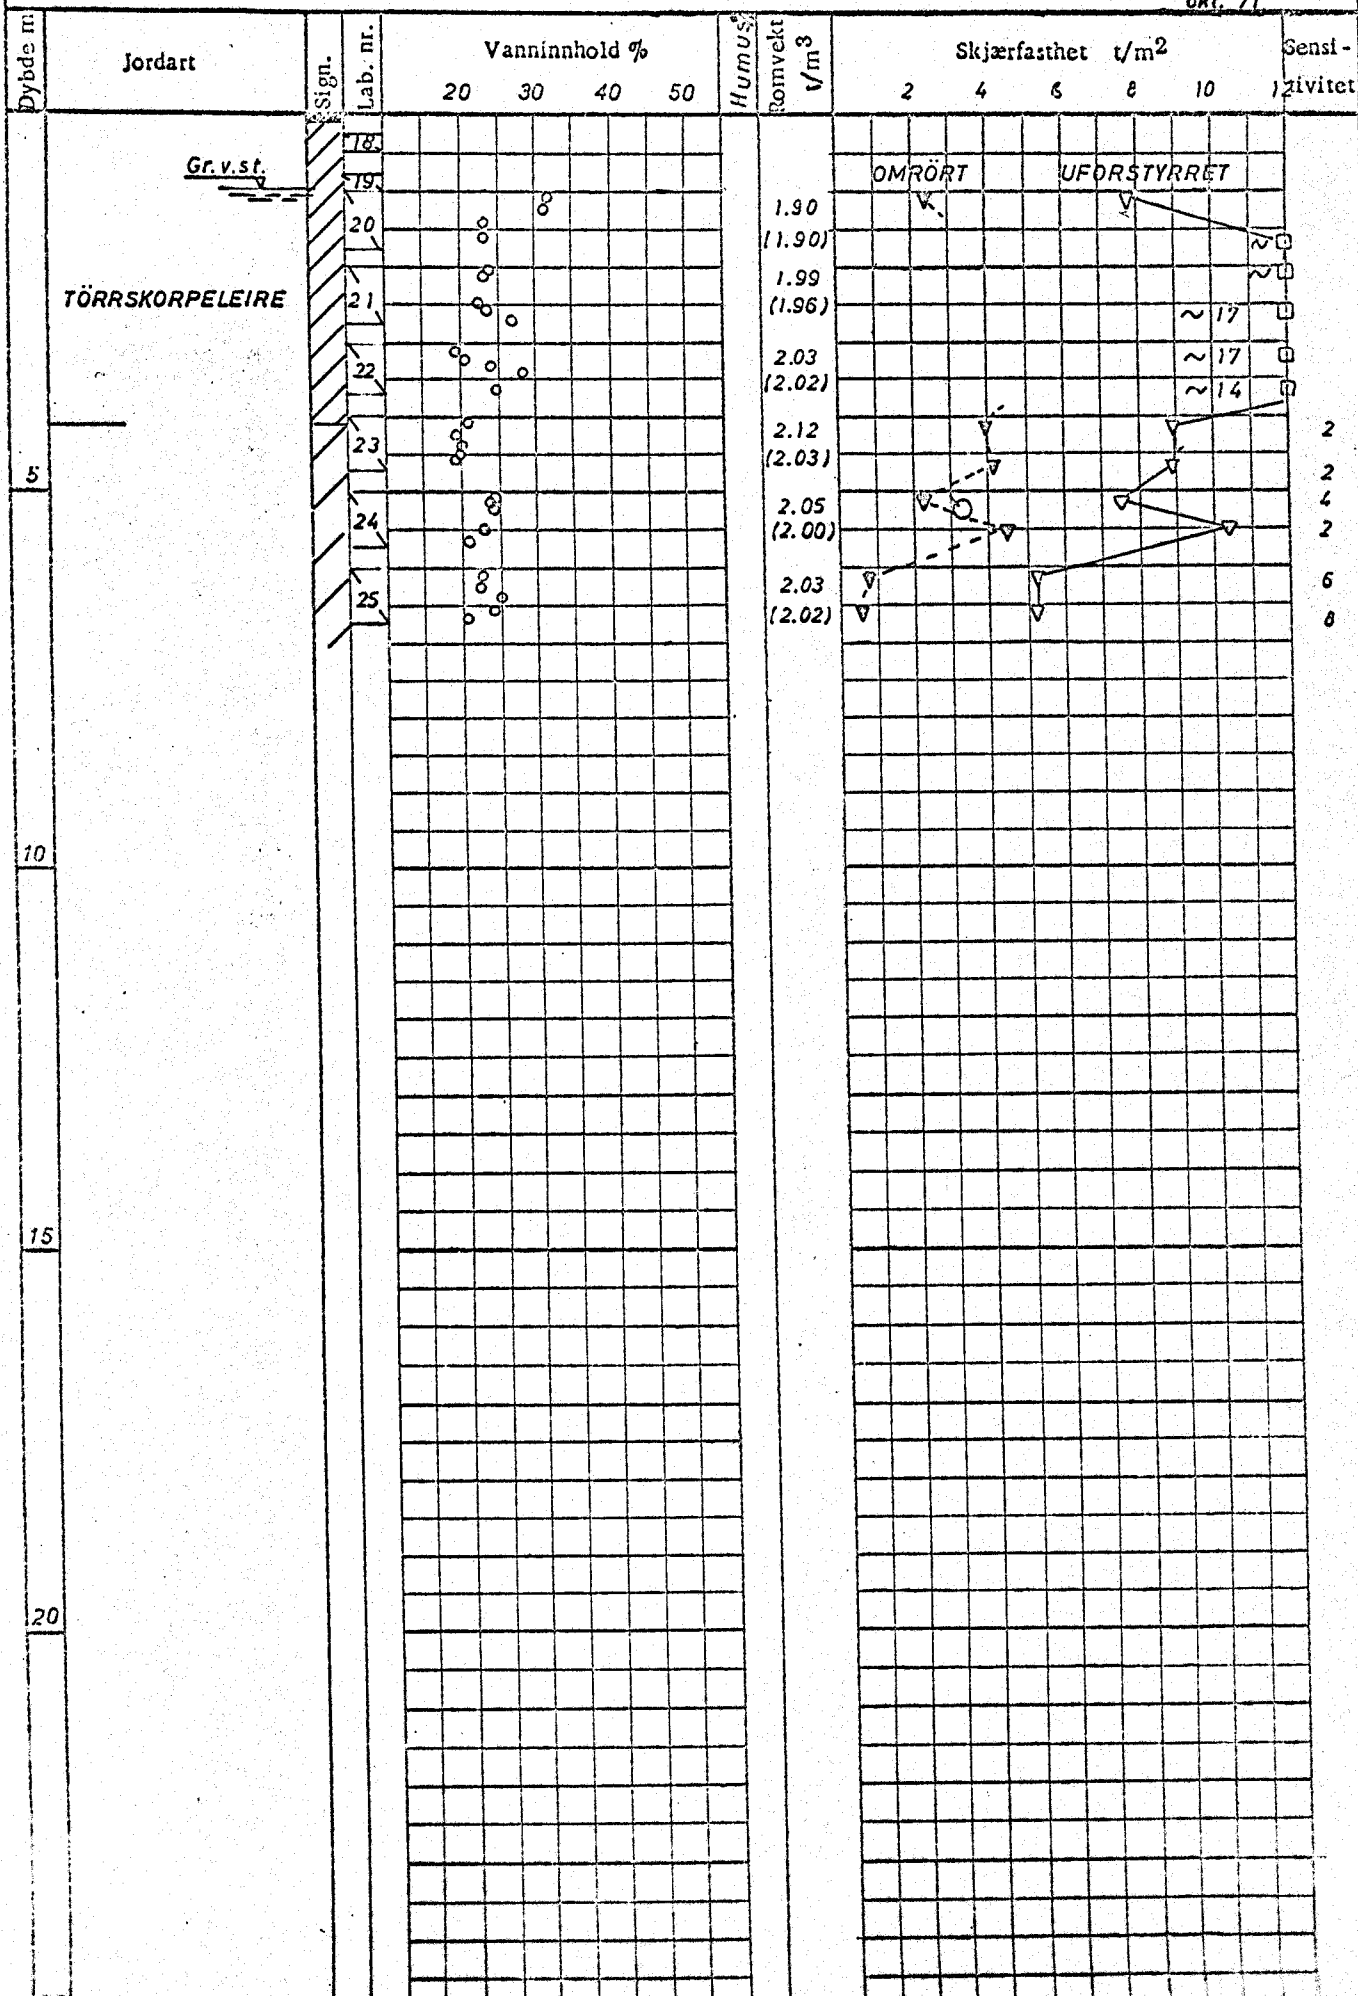 OKT. 71
Dybde m
Jordart
Sign.
Lab. nr.
Vanninnhold %
20 30 40 50
Humus%
Romvekt t/m³
Skjærfasthet t/m²
2 4 6 8 10 12
Sensi-
tivitet
18
Gr.v.st.
19
OMRÖRT UFORSTYRRET
20
1.90
(1.90)
~
1.99
~
TÖRRSKORPELEIRE
21
(1.96)
~17
22
2.03
~17
(2.02)
~14
23
2.12
2
(2.03)
2
5
24
2.05
4
(2.00)
2
25
2.03
6
(2.02)
8
10
15
20